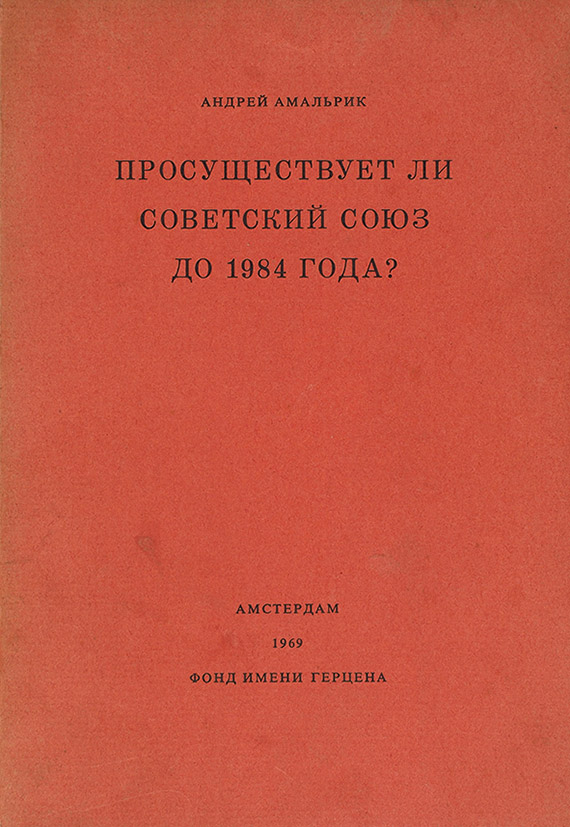 АНДРЕЙ АМАЛЬРИК
ПРОСУЩЕСТВУЕТ ЛИ
СОВЕТСКИЙ СОЮЗ
ДО 1984 ГОДА?
АМСТЕРДАМ
1969
ФОНД ИМЕНИ ГЕРЦЕНА